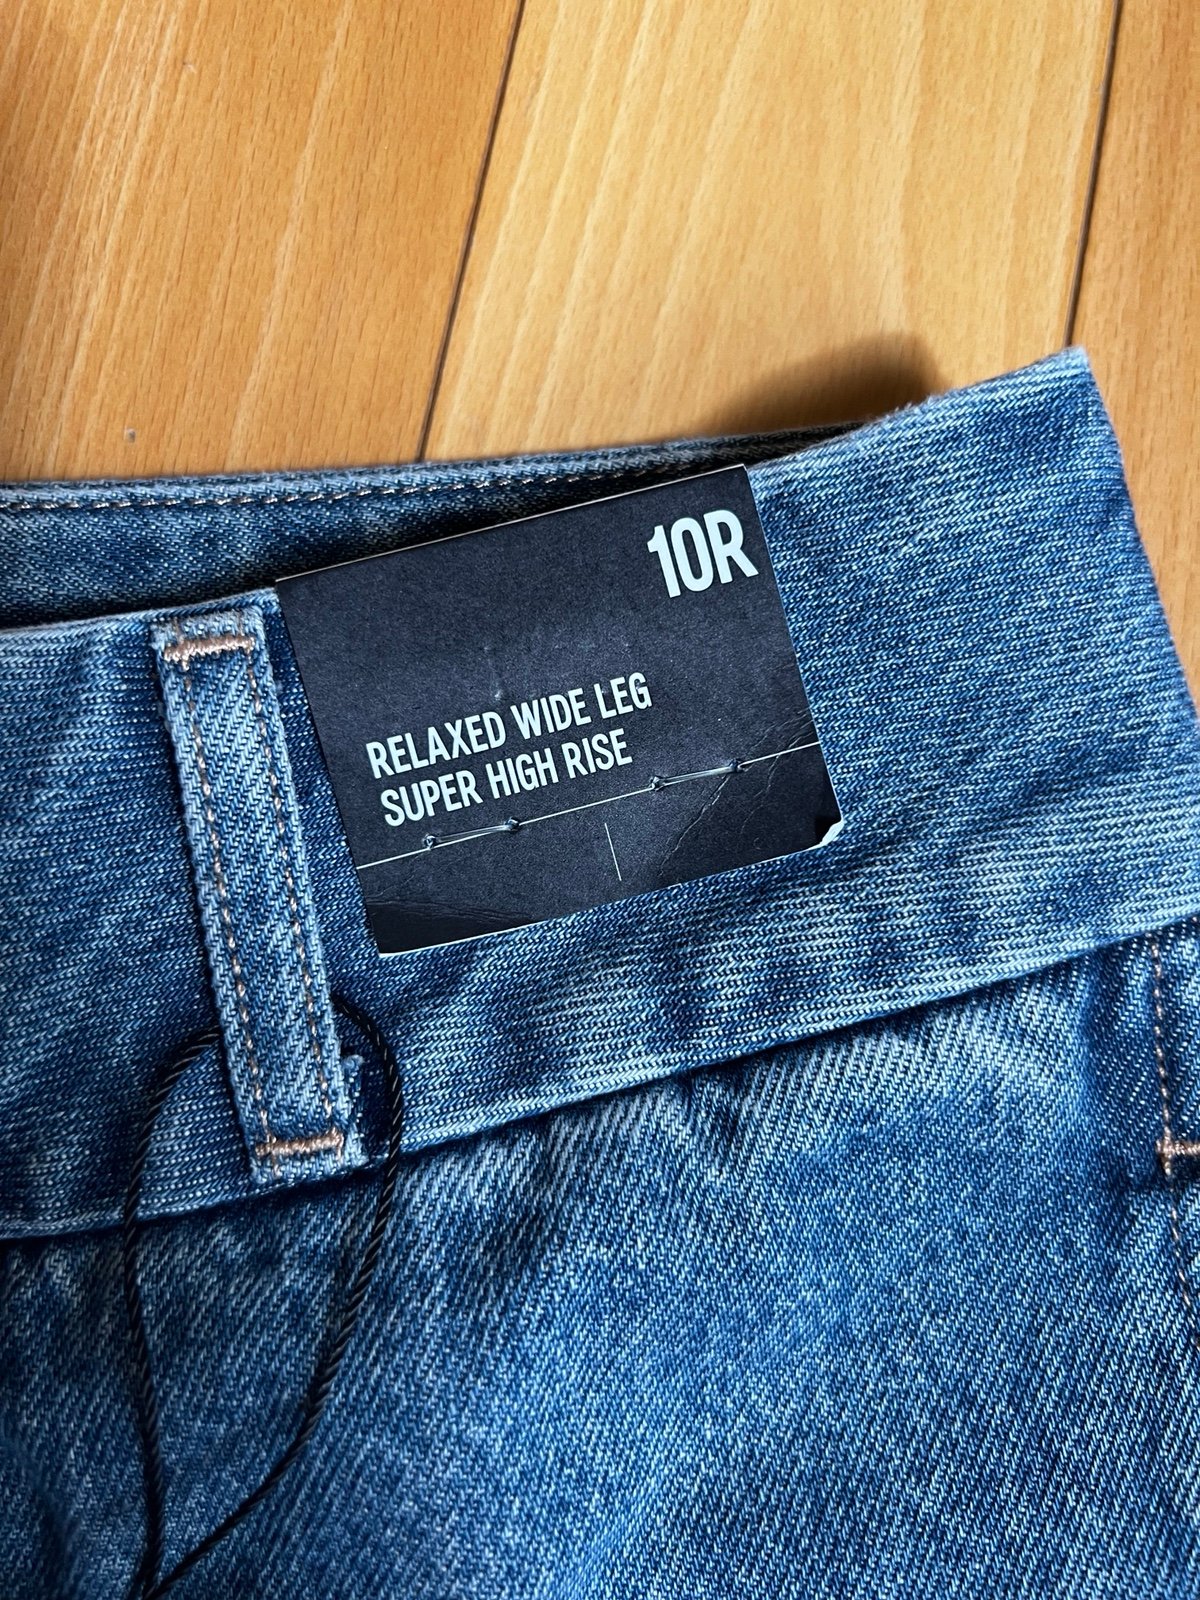 10R
RELAXED WIDE LEG
SUPER HIGH RISE